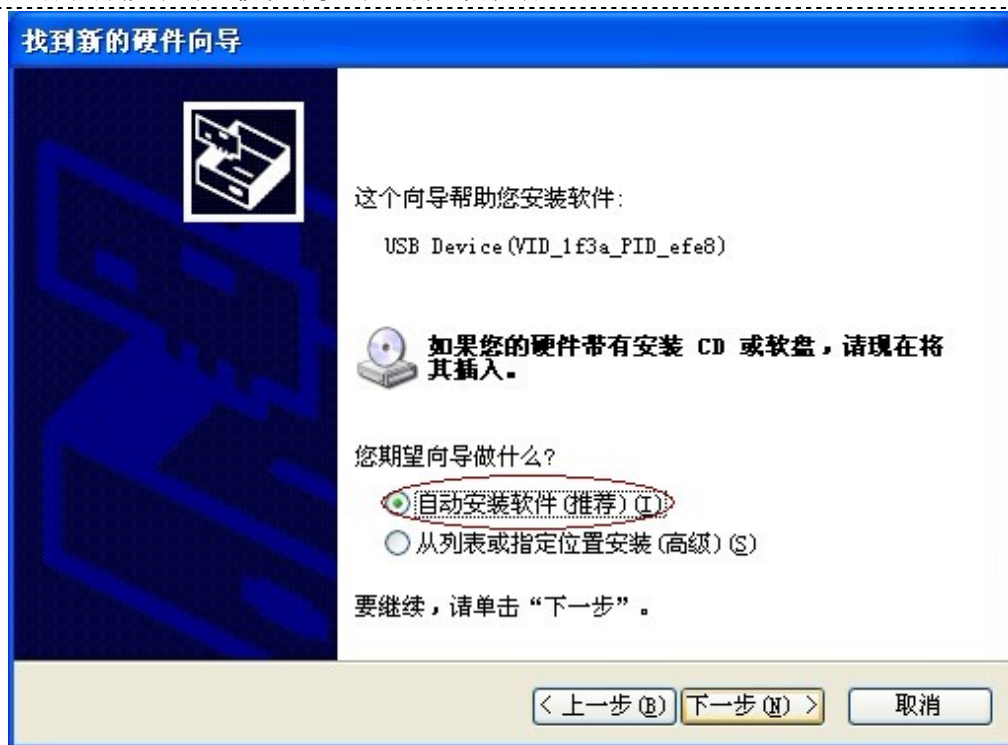 找到新的硬件向导
这个向导帮助您安装软件:
USB Device(VID_1f3a_PID_efe8)
如果您的硬件带有安装 CD 或软盘，请现在将
其插入。
您期望向导做什么?
自动安装软件(推荐)(I)
从列表或指定位置安装(高级)(S)
要继续，请单击“下一步”。
< 上一步(B)
下一步(N) >
取消